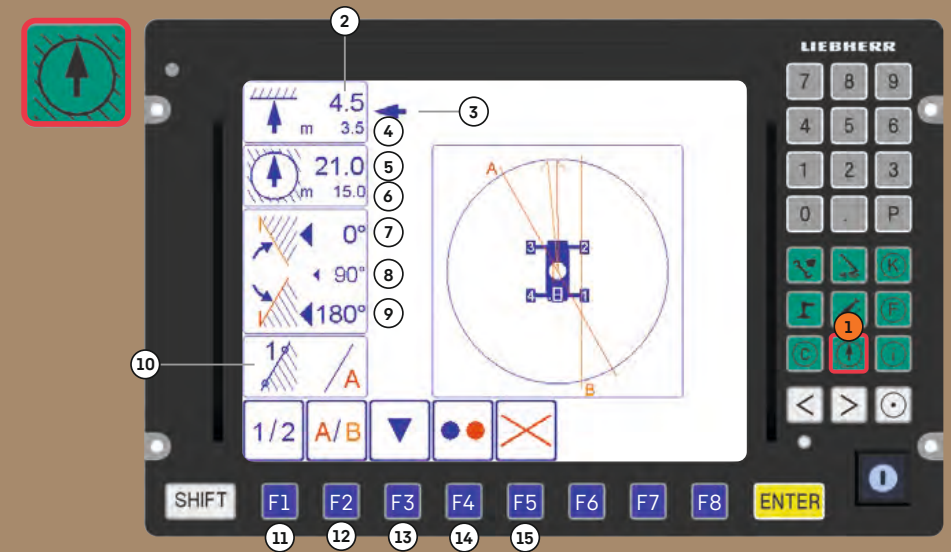 2
LIEBHERR
7 8 9
4.5
3
m 3.5
4
4 5 6
21.0
5
A
1 2 3
m 15.0
6
0°
7
0 . P
3 2
90°
8
K
4 1
180°
9
F
1
10
1
A
C
i
B
< >
1/2 A/B
SHIFT F1 F2 F3 F4 F5 F6 F7 F8 ENTER
11 12 13 14 15